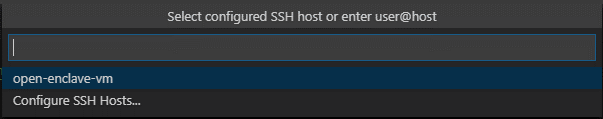 Select configured SSH host or enter user@host
open-enclave-vm
Configure SSH Hosts...